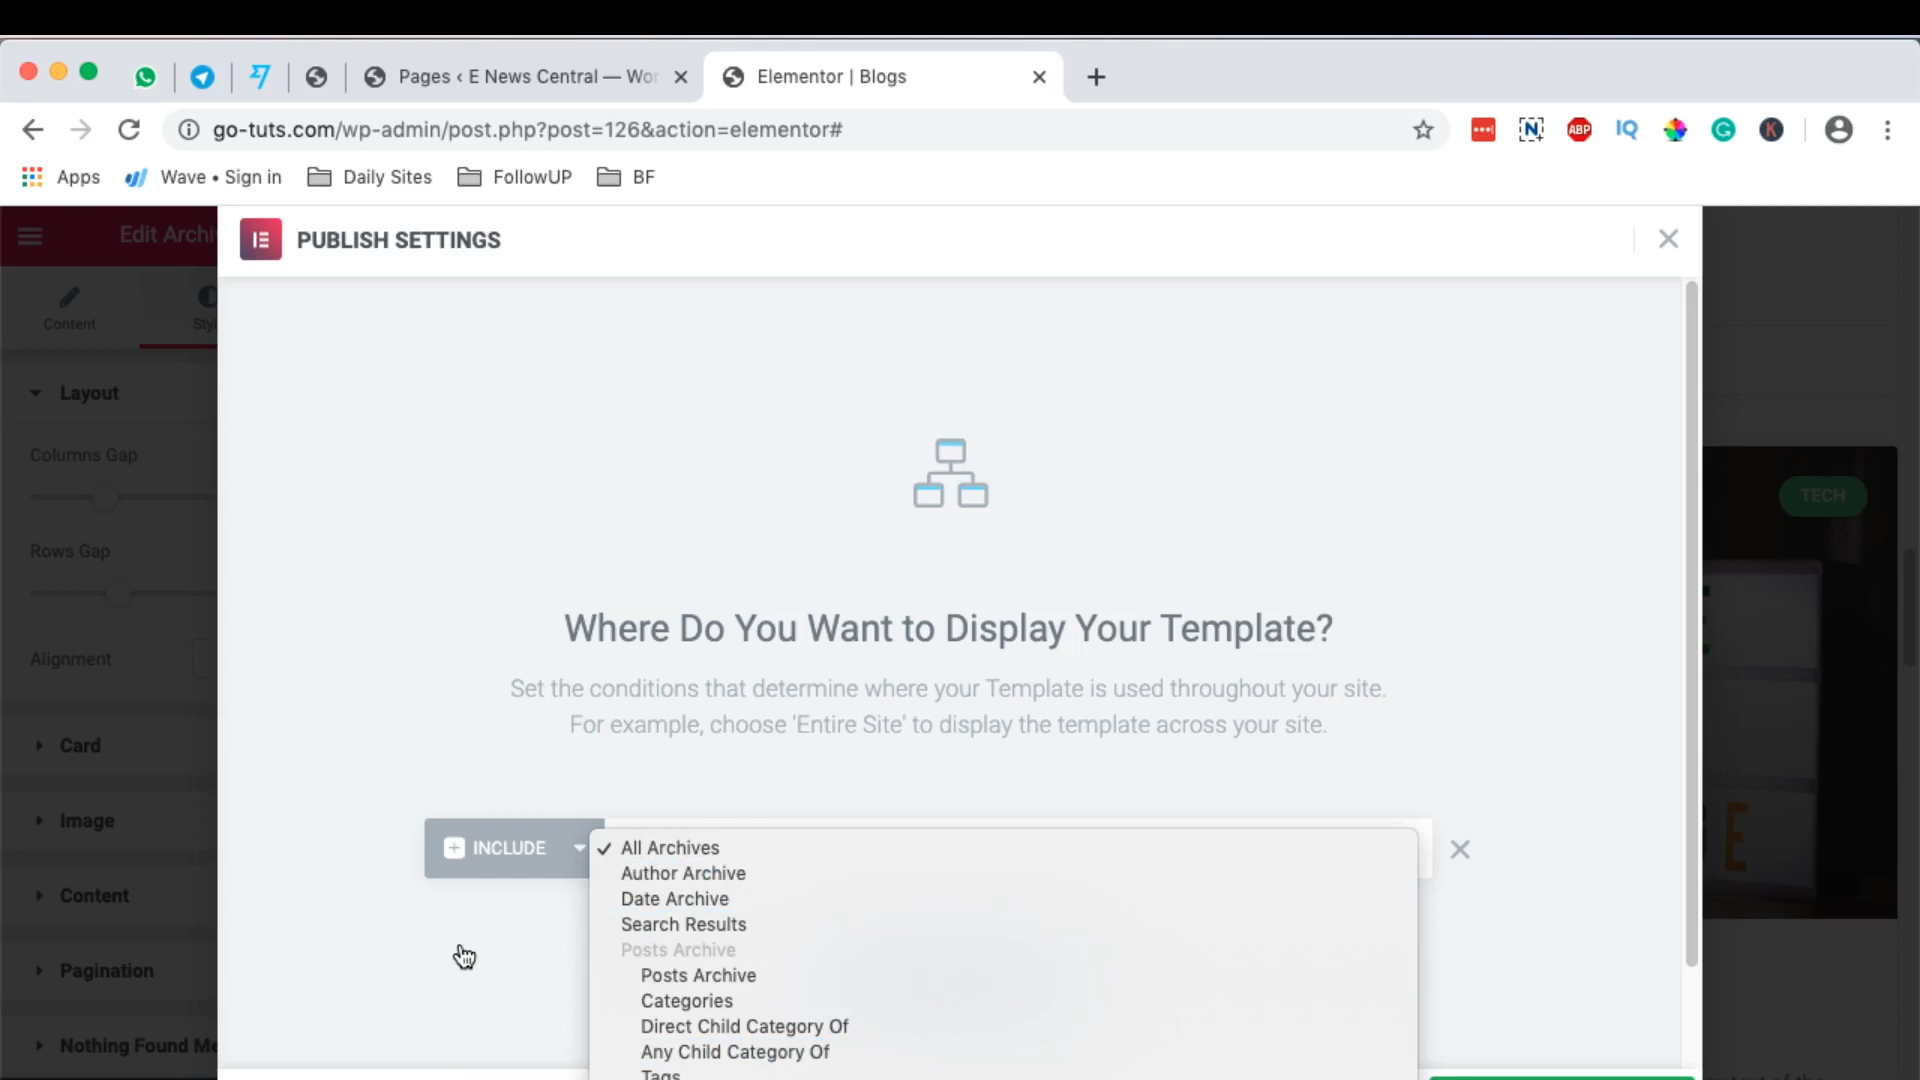 Pages ‹ E News Central — Wor
Elementor | Blogs
go-tuts.com/wp-admin/post.php?post=126&action=elementor#
ABP
IQ
G
K
Apps
Wave • Sign in
Daily Sites
FollowUP
BF
Edit Archi
PUBLISH SETTINGS
Content
Sty
Layout
Columns Gap
Rows Gap
Alignment
Card
Image
Content
Pagination
Nothing Found Me
TECH
E
Where Do You Want to Display Your Template?
Set the conditions that determine where your Template is used throughout your site.
For example, choose 'Entire Site' to display the template across your site.
INCLUDE
All Archives
Author Archive
Date Archive
Search Results
Posts Archive
Posts Archive
Categories
Direct Child Category Of
Any Child Category Of
Tags